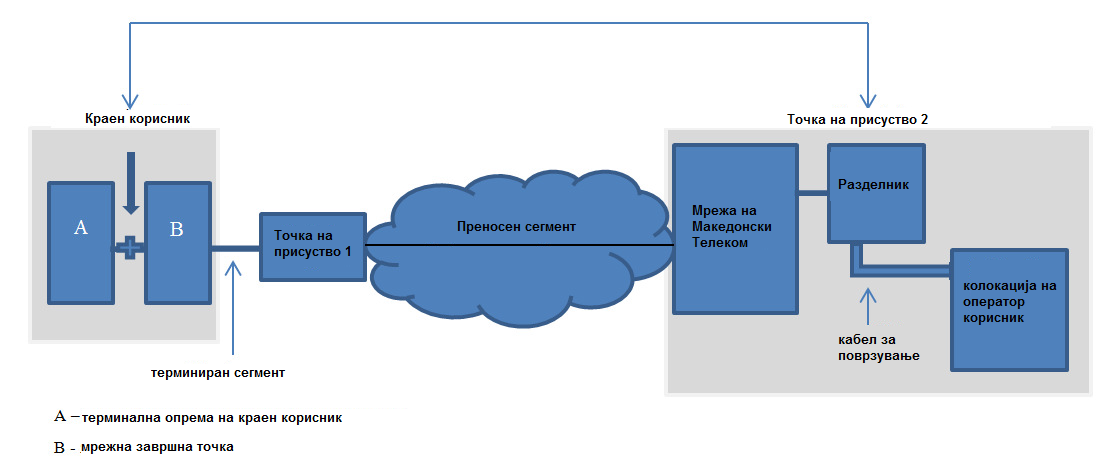 Краен корисник
Точка на присуство 2
A
B
Точка на
присуство 1
Преносен сегмент
Мрежа на
Македонски
Телеком
Разделник
колокација на
оператор
корисник
кабел за
поврзување
терминиран сегмент
A – терминална опрема на краен корисник
B - мрежна завршна точка